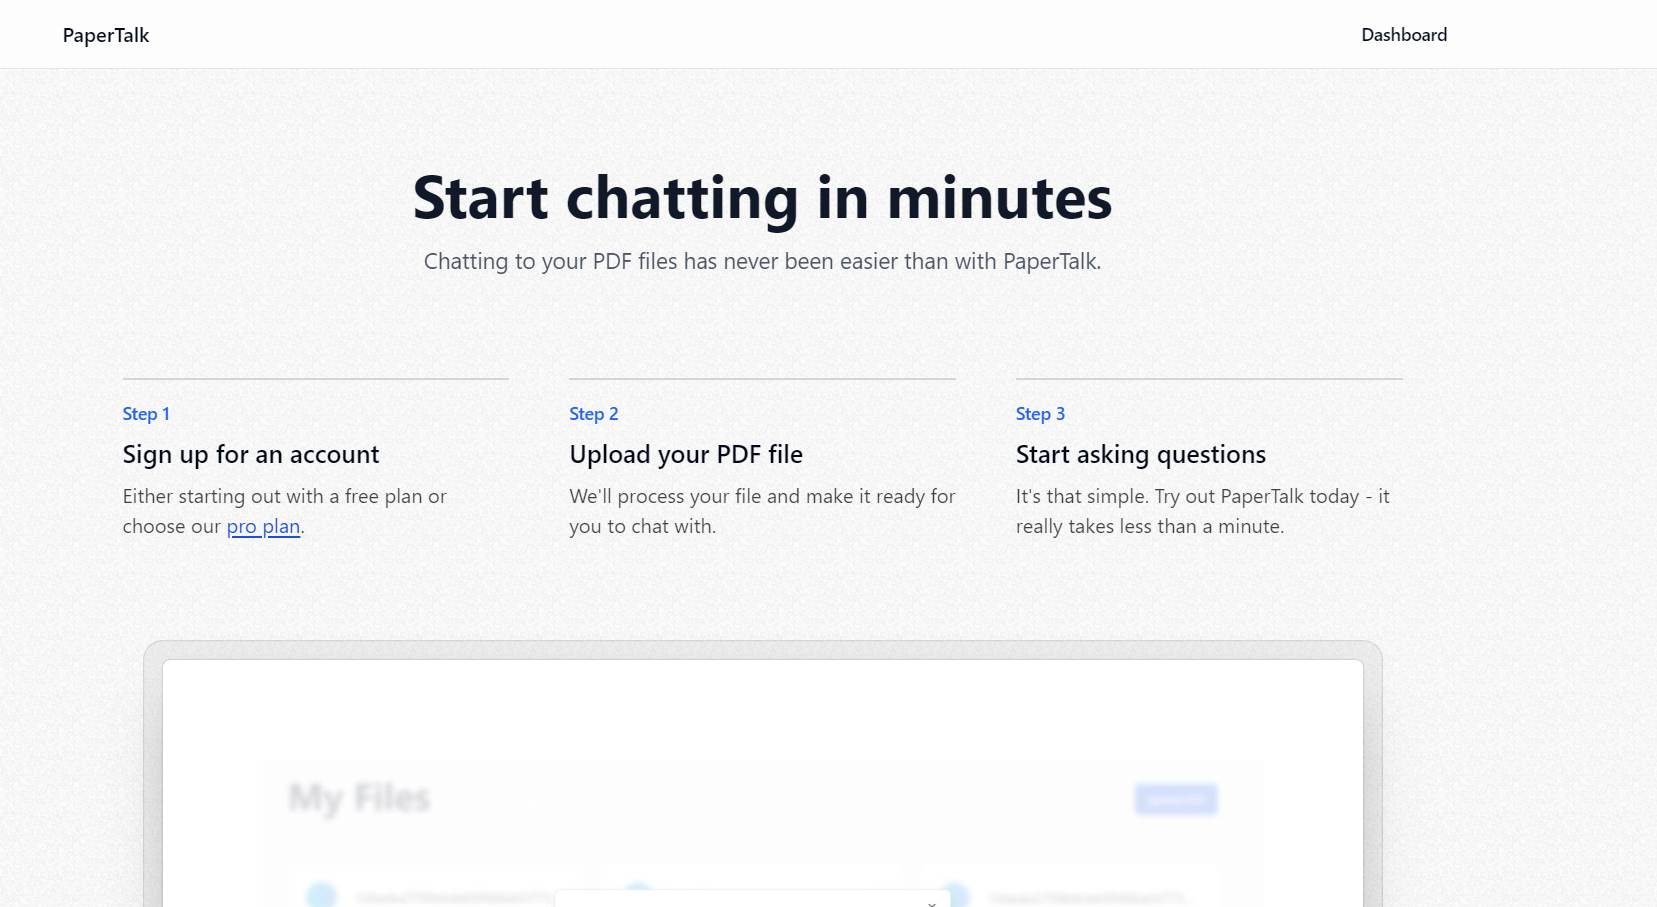 PaperTalk
Dashboard
Start chatting in minutes
Chatting to your PDF files has never been easier than with PaperTalk.
Step 1
Sign up for an account
Either starting out with a free plan or
choose our pro plan.
Step 2
Upload your PDF file
We'll process your file and make it ready for
you to chat with.
Step 3
Start asking questions
It's that simple. Try out PaperTalk today - it
really takes less than a minute.
My Files